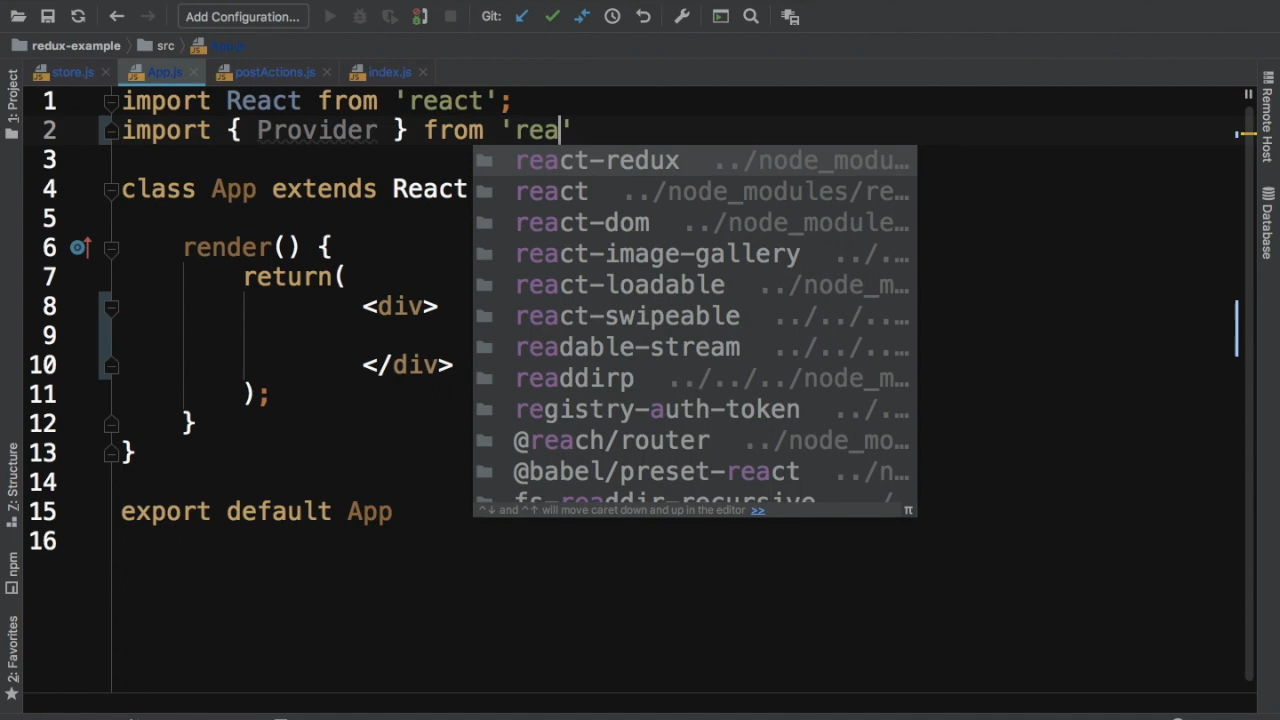 Add Configuration...
Git:
redux-example
src
App.js
store.js
App.js
postActions.js
index.js
1: Project
Z: Structure
npm
2: Favorites
Remote Host
Database
1 import React from 'react';
2 import { Provider } from 'rea'
3
4 class App extends React
5
6 render() {
7 return(
8 <div>
9
10 </div>
11 );
12 }
13 }
14
15 export default App
16
react-redux ../node_modu…
react ../node_modules/re…
react-dom ../node_module…
react-image-gallery ../.…
react-loadable ../node_m…
react-swipeable ../../..…
readable-stream ../../..…
readdirp ../../../node_m…
registry-auth-token ../.…
@reach/router ../node_mo…
@babel/preset-react ../n…
fs-readdir-recursive ../
^↓ and ^↑ will move caret down and up in the editor >>
π